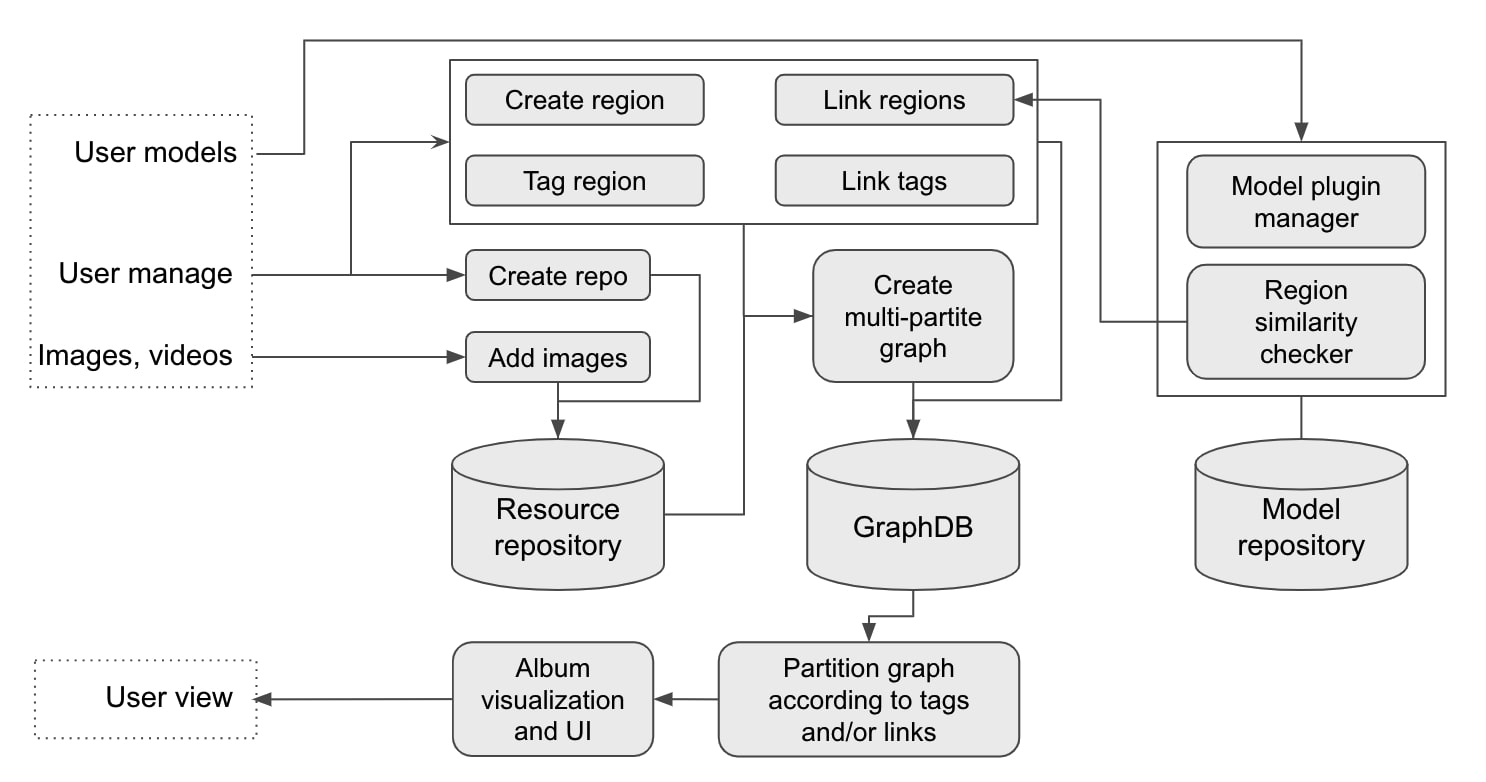 Create region
Link regions
User models
Tag region
Link tags
Model plugin
manager
User manage
Create repo
Create
multi-partite
graph
Region
similarity
checker
Images, videos
Add images
Resource
repository
GraphDB
Model
repository
User view
Album
visualization
and UI
Partition graph
according to tags
and/or links